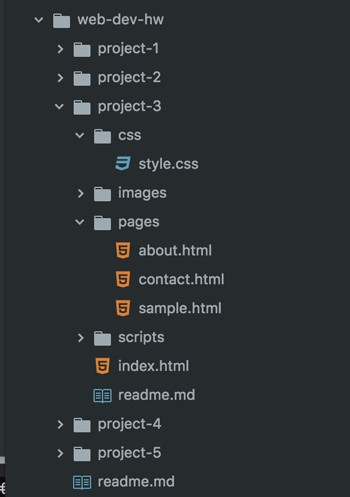 web-dev-hw
project-1
project-2
project-3
css
style.css
images
pages
about.html
contact.html
sample.html
scripts
index.html
readme.md
project-4
project-5
readme.md